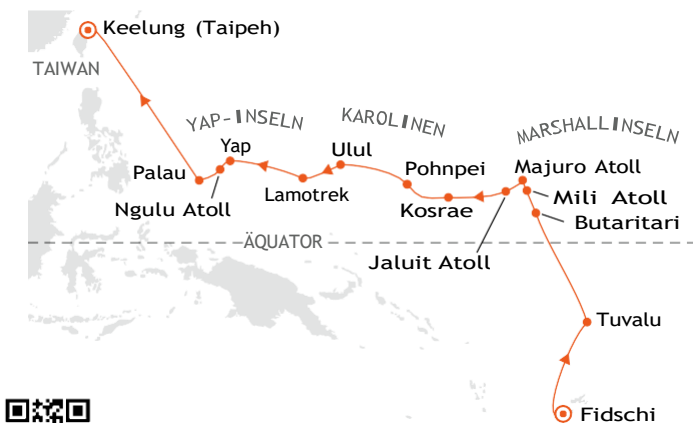 Keelung (Taipeh)
TAIWAN
YAP-INSELN
KAROLINEN
MARSHALLINSELN
Yap
Ulul
Palau
Pohnpei
Majuro Atoll
Lamotrek
Mili Atoll
Ngulu Atoll
Kosrae
Butaritari
ÄQUATOR
Jaluit Atoll
Tuvalu
Fidschi